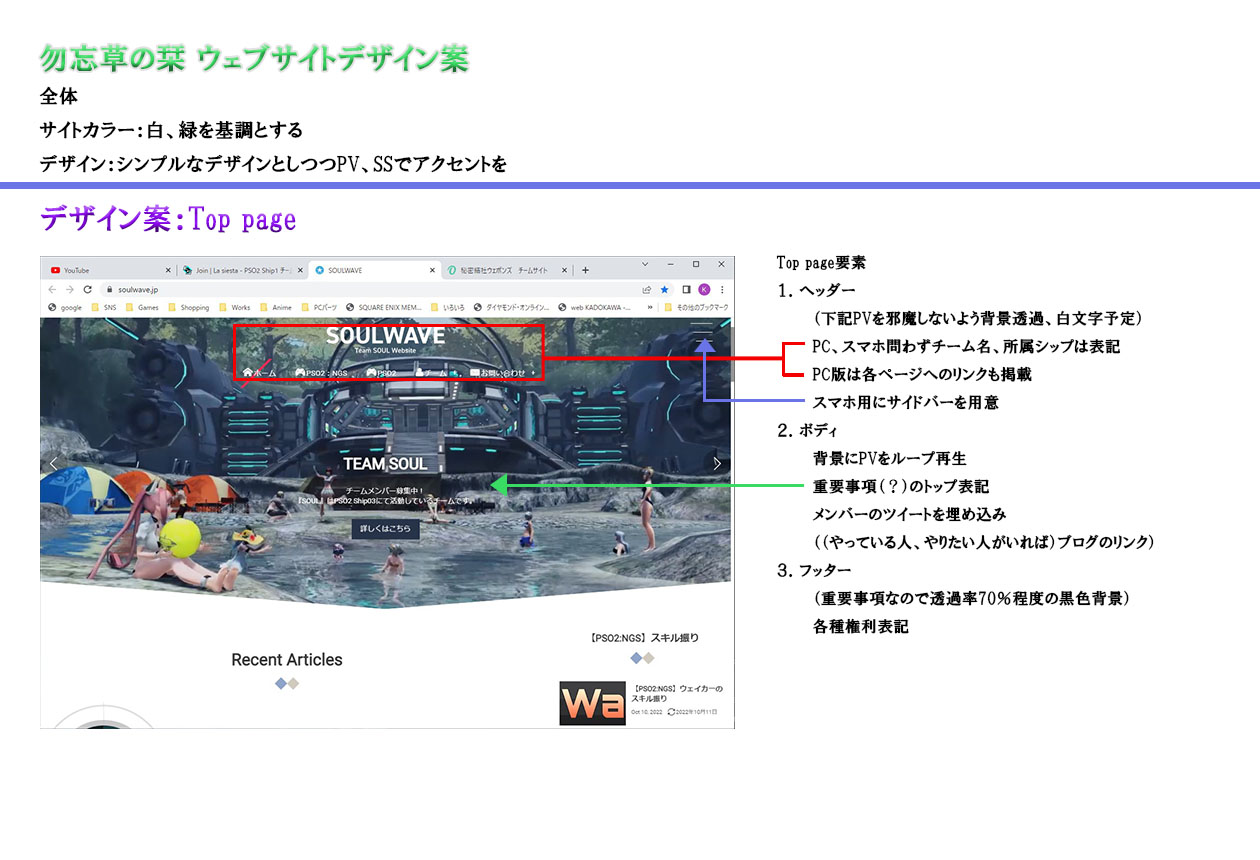 勿忘草の栞 ウェブサイトデザイン案
全体
サイトカラー：白、緑を基調とする
デザイン：シンプルなデザインとしつつPV、SSでアクセントを
デザイン案：Top page
YouTube
Join | La siesta - PSO2 Ship1 チー
SOULWAVE
秘密結社ウェポンズ チームサイト
soulwave.jp
K
google
SNS
Games
Shopping
Works
Anime
PCパーツ
SQUARE ENIX MEM...
いろいろ
ダイヤモンド・オンライン...
web KADOKAWA -...
»
その他のブックマーク
SOULWAVE
Team SOUL Website
ホーム
PSO2：NGS
PSO2
チーム
お問い合わせ
TEAM SOUL
チームメンバー募集中！
『SOUL』はPSO2 Ship03にて活動しているチームです。
詳しくはこちら
Recent Articles
【PSO2:NGS】スキル振り
Wa
【PSO2:NGS】ウェイカーの
スキル振り
Oct 10, 2022
2022年10月11日
Top page要素
1. ヘッダー
（下記PVを邪魔しないよう背景透過、白文字予定）
PC、スマホ問わずチーム名、所属シップは表記
PC版は各ページへのリンクも掲載
スマホ用にサイドバーを用意
2. ボディ
背景にPVをループ再生
重要事項（？）のトップ表記
メンバーのツイートを埋め込み
（（やっている人、やりたい人がいれば）ブログのリンク）
3. フッター
（重要事項なので透過率70％程度の黒色背景）
各種権利表記